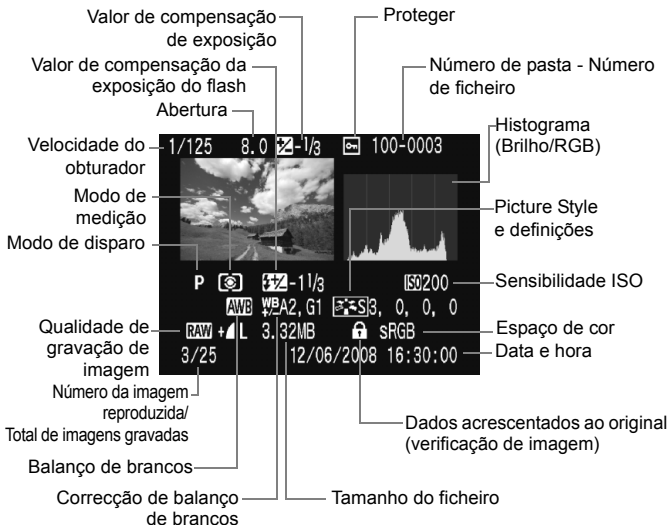 Valor de compensação
de exposição
Proteger
Valor de compensação da
exposição do flash
Número de pasta - Número
de ficheiro
Abertura
Histograma
(Brilho/RGB)
Velocidade do
obturador
1/125 8.0 -1/3 100-0003
Modo de
medição
Picture Style
e definições
Modo de disparo
P -1 1/3 ISO 200
Sensibilidade ISO
AWB WB A2, G1 S 3, 0, 0, 0
Qualidade de
gravação de
imagem
RAW + L 3.32MB sRGB
Espaço de cor
3/25 12/06/2008 16:30:00
Data e hora
Número da imagem
reproduzida/
Total de imagens gravadas
Dados acrescentados ao original
(verificação de imagem)
Balanço de brancos
Correcção de balanço
de brancos
Tamanho do ficheiro